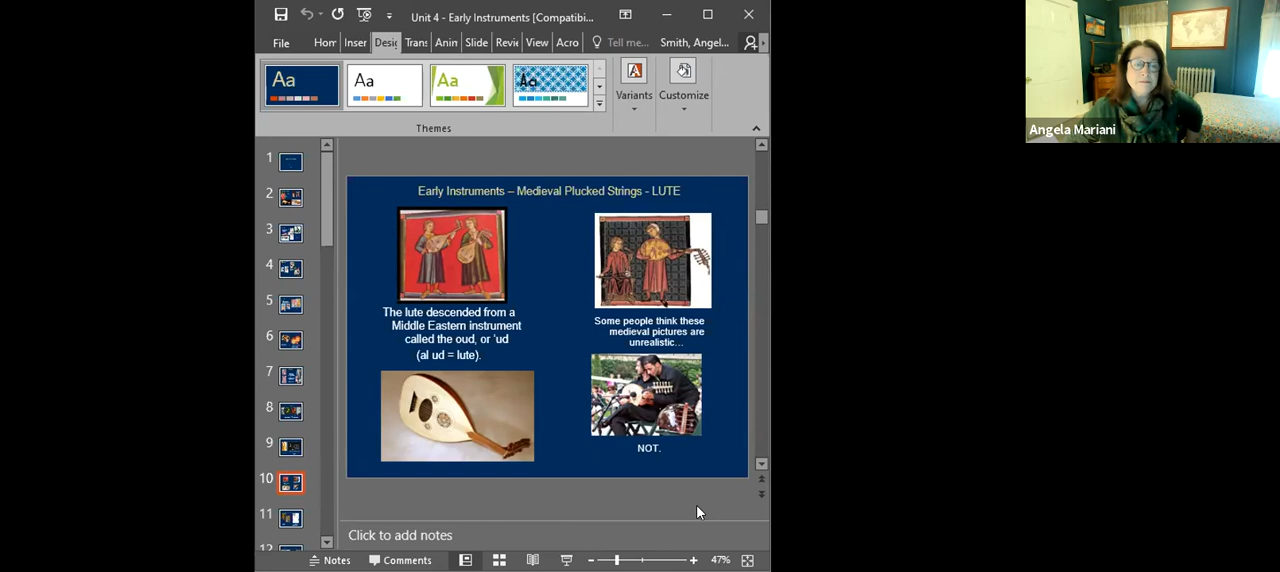 Unit 4 - Early Instruments [Compatibi...
File Hom Inser Desig Trans Anin Slide Revie View Acro Tell me... Smith, Angel...
Aa Aa Aa Aa
Variants Customize
Themes
Angela Mariani
1
2
3
4
5
6
7
8
9
10
11
12
Early Instruments – Medieval Plucked Strings - LUTE
The lute descended from a
Middle Eastern instrument
called the oud, or 'ud
(al ud = lute).
Some people think these
medieval pictures are
unrealistic...
NOT.
Click to add notes
Notes Comments 47%